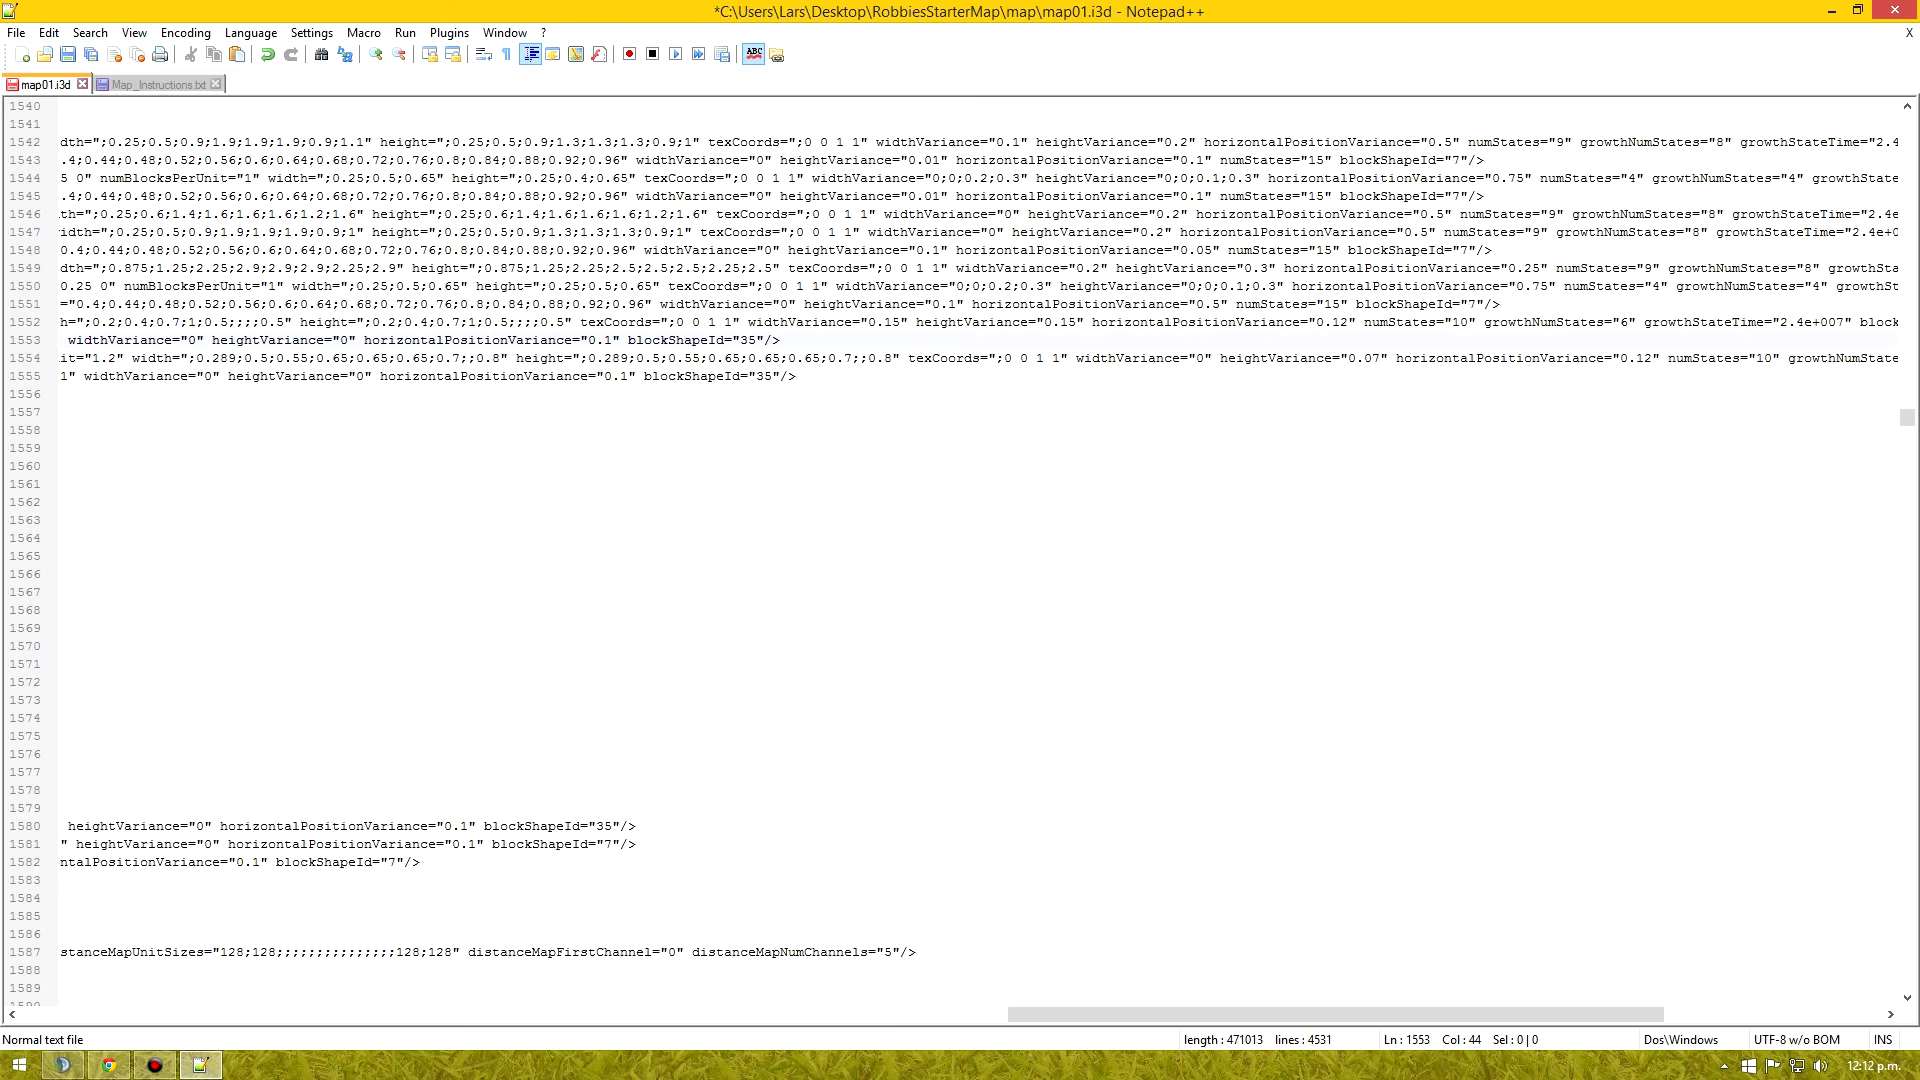 *C:\Users\Lars\Desktop\RobbiesStarterMap\map\map01.i3d - Notepad++
File Edit Search View Encoding Language Settings Macro Run Plugins Window ? X
map01.i3d Map_Instructions.txt
1540
1541
1542 dth=";0.25;0.5;0.9;1.9;1.9;1.9;0.9;1.1" height=";0.25;0.5;0.9;1.3;1.3;1.3;0.9;1" texCoords=";0 0 1 1" widthVariance="0.1" heightVariance="0.2" horizontalPositionVariance="0.5" numStates="9" growthNumStates="8" growthStateTime="2.4
1543 .4;0.44;0.48;0.52;0.56;0.6;0.64;0.68;0.72;0.76;0.8;0.84;0.88;0.92;0.96" widthVariance="0" heightVariance="0.01" horizontalPositionVariance="0.1" numStates="15" blockShapeId="7"/>
1544 5 0" numBlocksPerUnit="1" width=";0.25;0.5;0.65" height=";0.25;0.4;0.65" texCoords=";0 0 1 1" widthVariance="0;0;0.2;0.3" heightVariance="0;0;0.1;0.3" horizontalPositionVariance="0.75" numStates="4" growthNumStates="4" growthState
1545 .4;0.44;0.48;0.52;0.56;0.6;0.64;0.68;0.72;0.76;0.8;0.84;0.88;0.92;0.96" widthVariance="0" heightVariance="0.01" horizontalPositionVariance="0.1" numStates="15" blockShapeId="7"/>
1546 th=";0.25;0.6;1.4;1.6;1.6;1.6;1.2;1.6" height=";0.25;0.6;1.4;1.6;1.6;1.6;1.2;1.6" texCoords=";0 0 1 1" widthVariance="0" heightVariance="0.2" horizontalPositionVariance="0.5" numStates="9" growthNumStates="8" growthStateTime="2.4e
1547 idth=";0.25;0.5;0.9;1.9;1.9;1.9;0.9;1" height=";0.25;0.5;0.9;1.3;1.3;1.3;0.9;1" texCoords=";0 0 1 1" widthVariance="0" heightVariance="0.2" horizontalPositionVariance="0.5" numStates="9" growthNumStates="8" growthStateTime="2.4e+0
1548 0.4;0.44;0.48;0.52;0.56;0.6;0.64;0.68;0.72;0.76;0.8;0.84;0.88;0.92;0.96" widthVariance="0" heightVariance="0.1" horizontalPositionVariance="0.05" numStates="15" blockShapeId="7"/>
1549 dth=";0.875;1.25;2.25;2.9;2.9;2.9;2.25;2.9" height=";0.875;1.25;2.25;2.5;2.5;2.5;2.25;2.5" texCoords=";0 0 1 1" widthVariance="0.2" heightVariance="0.3" horizontalPositionVariance="0.25" numStates="9" growthNumStates="8" growthSta
1550 0.25 0" numBlocksPerUnit="1" width=";0.25;0.5;0.65" height=";0.25;0.5;0.65" texCoords=";0 0 1 1" widthVariance="0;0;0.2;0.3" heightVariance="0;0;0.1;0.3" horizontalPositionVariance="0.75" numStates="4" growthNumStates="4" growthSt
1551 ="0.4;0.44;0.48;0.52;0.56;0.6;0.64;0.68;0.72;0.76;0.8;0.84;0.88;0.92;0.96" widthVariance="0" heightVariance="0.1" horizontalPositionVariance="0.5" numStates="15" blockShapeId="7"/>
1552 h=";0.2;0.4;0.7;1;0.5;;;;0.5" height=";0.2;0.4;0.7;1;0.5;;;;0.5" texCoords=";0 0 1 1" widthVariance="0.15" heightVariance="0.15" horizontalPositionVariance="0.12" numStates="10" growthNumStates="6" growthStateTime="2.4e+007" block
1553 widthVariance="0" heightVariance="0" horizontalPositionVariance="0.1" blockShapeId="35"/>
1554 it="1.2" width=";0.289;0.5;0.55;0.65;0.65;0.65;0.7;;0.8" height=";0.289;0.5;0.55;0.65;0.65;0.65;0.7;;0.8" texCoords=";0 0 1 1" widthVariance="0" heightVariance="0.07" horizontalPositionVariance="0.12" numStates="10" growthNumState
1555 1" widthVariance="0" heightVariance="0" horizontalPositionVariance="0.1" blockShapeId="35"/>
1556
1557
1558
1559
1560
1561
1562
1563
1564
1565
1566
1567
1568
1569
1570
1571
1572
1573
1574
1575
1576
1577
1578
1579
1580 heightVariance="0" horizontalPositionVariance="0.1" blockShapeId="35"/>
1581 " heightVariance="0" horizontalPositionVariance="0.1" blockShapeId="7"/>
1582 ntalPositionVariance="0.1" blockShapeId="7"/>
1583
1584
1585
1586
1587 stanceMapUnitSizes="128;128;;;;;;;;;;;;;;;128;128" distanceMapFirstChannel="0" distanceMapNumChannels="5"/>
1588
1589
1590
Normal text file length : 471013 lines : 4531 Ln : 1553 Col : 44 Sel : 0 | 0 Dos\Windows UTF-8 w/o BOM INS
12:12 p.m.